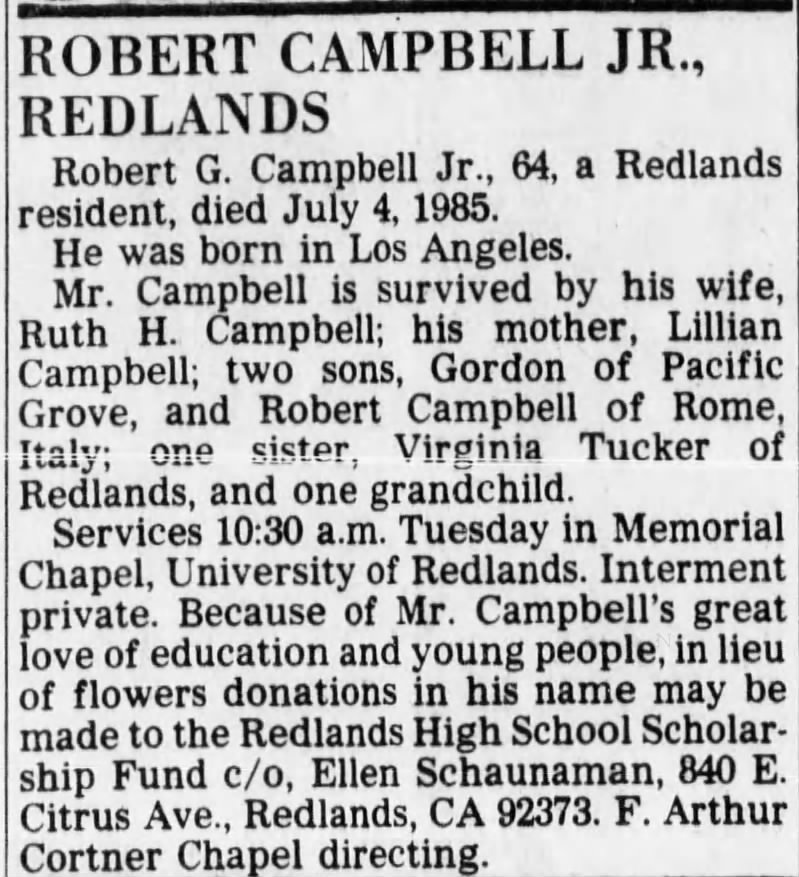 ROBERT CAMPBELL JR.,
REDLANDS
Robert G. Campbell Jr., 64, a Redlands
resident, died July 4, 1985.
He was born in Los Angeles.
Mr. Campbell is survived by his wife,
Ruth H. Campbell; his mother, Lillian
Campbell; two sons, Gordon of Pacific
Grove, and Robert Campbell of Rome,
Italy; one sister, Virginia Tucker of
Redlands, and one grandchild.
Services 10:30 a.m. Tuesday in Memorial
Chapel, University of Redlands. Interment
private. Because of Mr. Campbell's great
love of education and young people, in lieu
of flowers donations in his name may be
made to the Redlands High School Scholar-
ship Fund c/o, Ellen Schaunaman, 840 E.
Citrus Ave., Redlands, CA 92373. F. Arthur
Cortner Chapel directing.